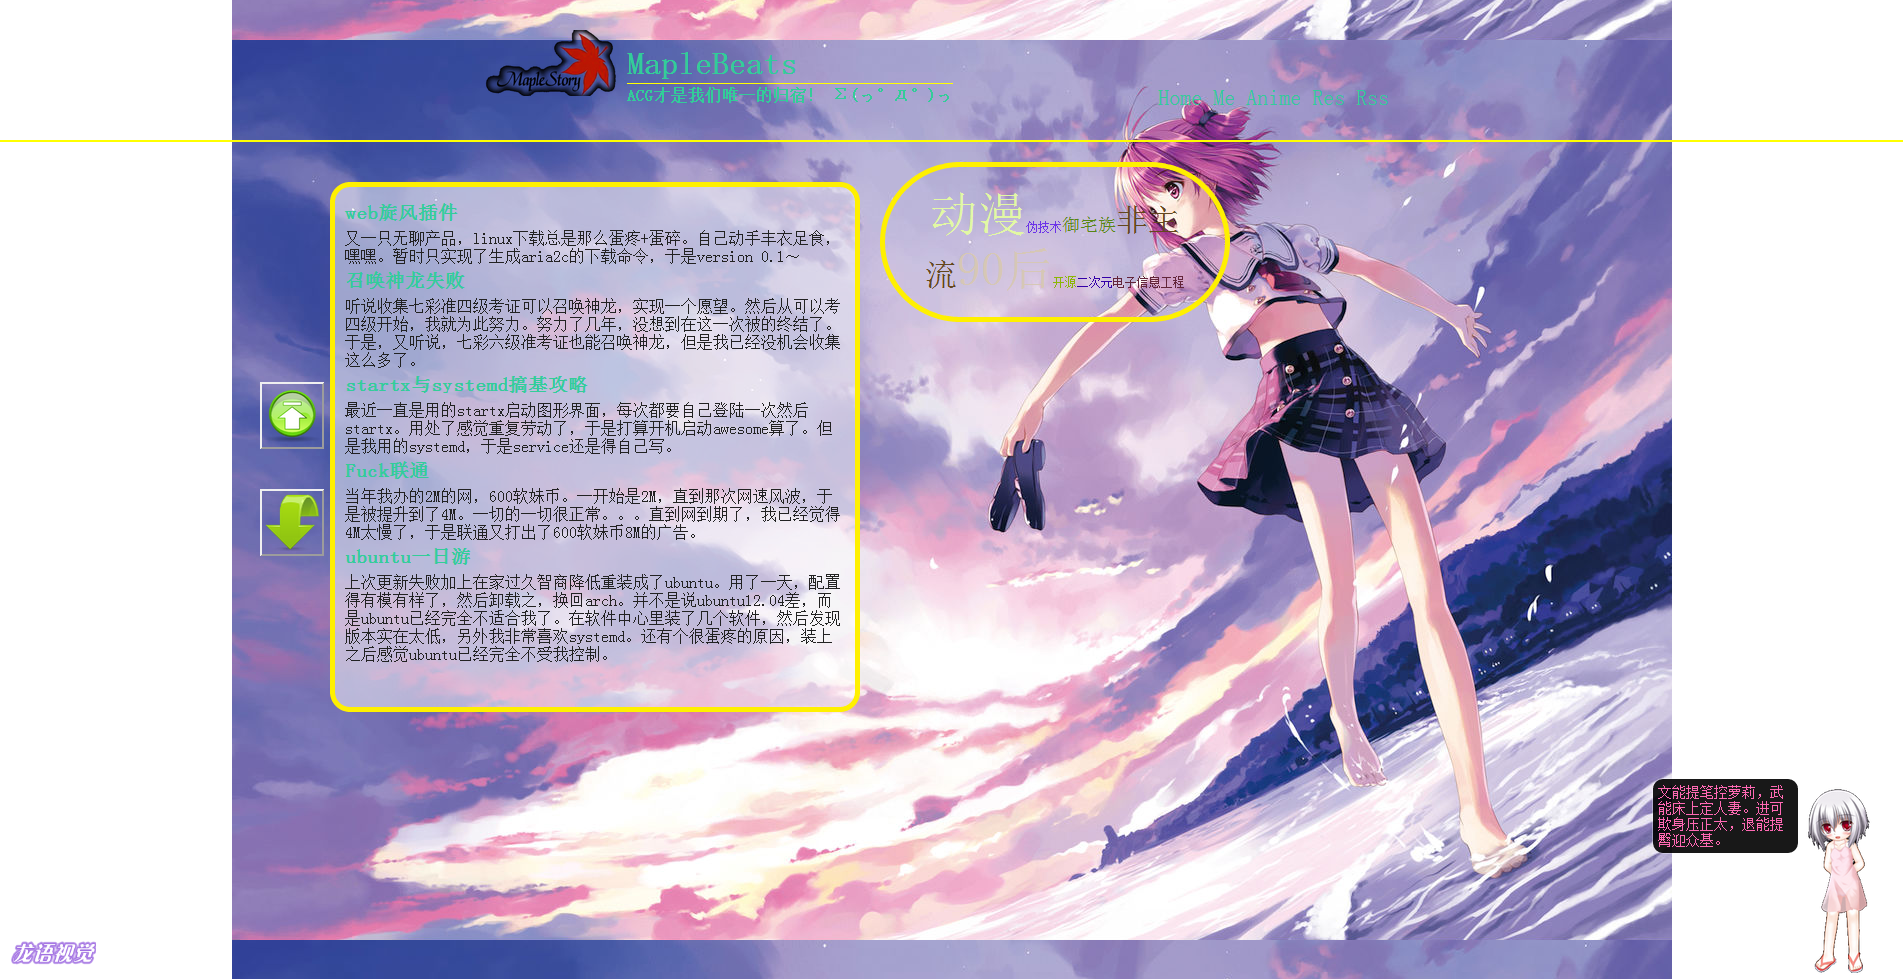 MapleStory
MapleBeats
ACG才是我们唯一的归宿! Σ(っ°Д°)っ
Home Me Anime Res Rss
web旋风插件
又一只无聊产品，linux下载总是那么蛋疼+蛋碎。自己动手丰衣足食，
嘿嘿。暂时只实现了生成aria2c的下载命令，于是version 0.1～
召唤神龙失败
听说收集七彩准四级考证可以召唤神龙，实现一个愿望。然后从可以考
四级开始，我就为此努力。努力了几年，没想到在这一次被的终结了。
于是，又听说，七彩六级准考证也能召唤神龙，但是我已经没机会收集
这么多了。
startx与systemd搞基攻略
最近一直是用的startx启动图形界面，每次都要自己登陆一次然后
startx。用处了感觉重复劳动了，于是打算开机启动awesome算了。但
是我用的systemd，于是service还是得自己写。
Fuck联通
当年我办的2M的网，600软妹币。一开始是2M，直到那次网速风波，于
是被提升到了4M。一切的一切很正常。。。直到网到期了，我已经觉得
4M太慢了，于是联通又打出了600软妹币8M的广告。
ubuntu一日游
上次更新失败加上在家过久智商降低重装成了ubuntu。用了一天，配置
得有模有样了，然后卸载之，换回arch。并不是说ubuntu12.04差，而
是ubuntu已经完全不适合我了。在软件中心里装了几个软件，然后发现
版本实在太低，另外我非常喜欢systemd。还有个很蛋疼的原因，装上
之后感觉ubuntu已经完全不受我控制。
动漫伪技术御宅族非主
流90后开源二次元电子信息工程
文能提笔控萝莉，武
能床上定人妻。进可
欺身压正太，退能提
臀迎众基。
龙语视觉